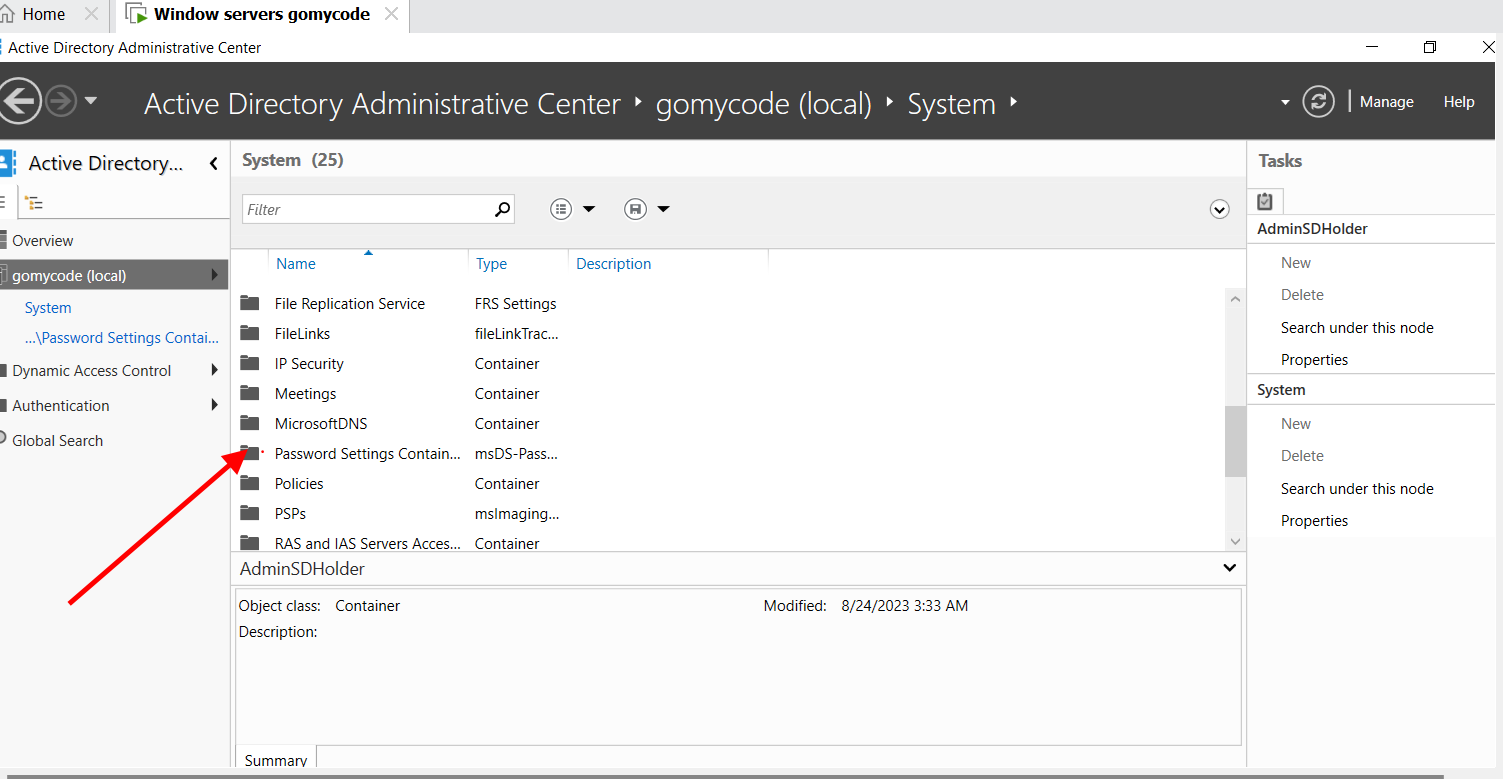 Home
Window servers gomycode
Active Directory Administrative Center
Active Directory Administrative Center gomycode (local) System
Manage Help
Active Directory...
Overview
gomycode (local)
System
...\Password Settings Contai...
Dynamic Access Control
Authentication
Global Search
System (25)
Filter
Name Type Description
File Replication Service FRS Settings
FileLinks fileLinkTrac...
IP Security Container
Meetings Container
MicrosoftDNS Container
Password Settings Contain... msDS-Pass...
Policies Container
PSPs msImaging...
RAS and IAS Servers Acces... Container
AdminSDHolder
Object class: Container Modified: 8/24/2023 3:33 AM
Description:
Summary
Tasks
AdminSDHolder
New
Delete
Search under this node
Properties
System
New
Delete
Search under this node
Properties